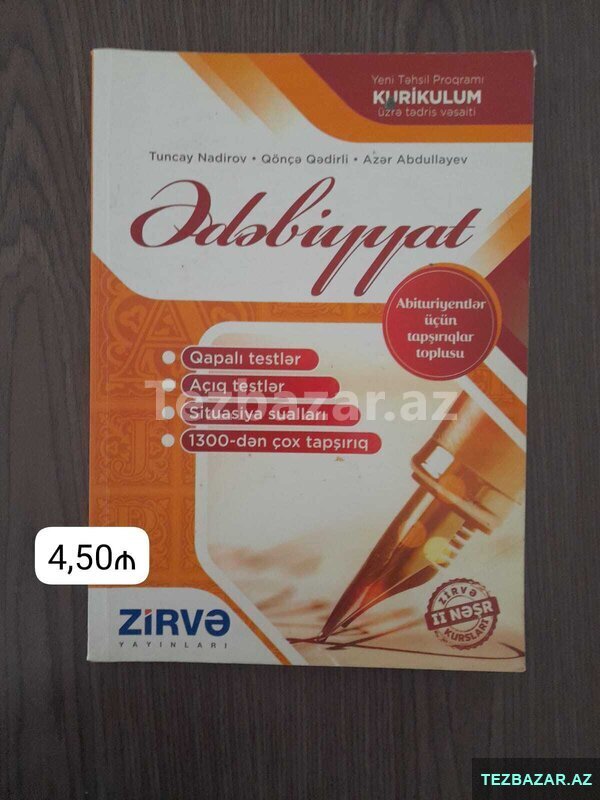 Yeni Təhsil Proqramı
KURİKULUM
üzrə tədris vəsaiti
Tuncay Nadirov • Qönçə Qədirli • Azər Abdullayev
Ədəbiyyat
Abituriyentlər
üçün
tapşırıqlar
toplusu
Qapalı testlər
Açıq testlər
Tezbazar.az
Situasiya sualları
1300-dən çox tapşırıq
4,50₼
ZİRVƏ
YAYINLARI
ZİRVƏ
II NƏŞR
KURSLARI
TEZBAZAR.AZ